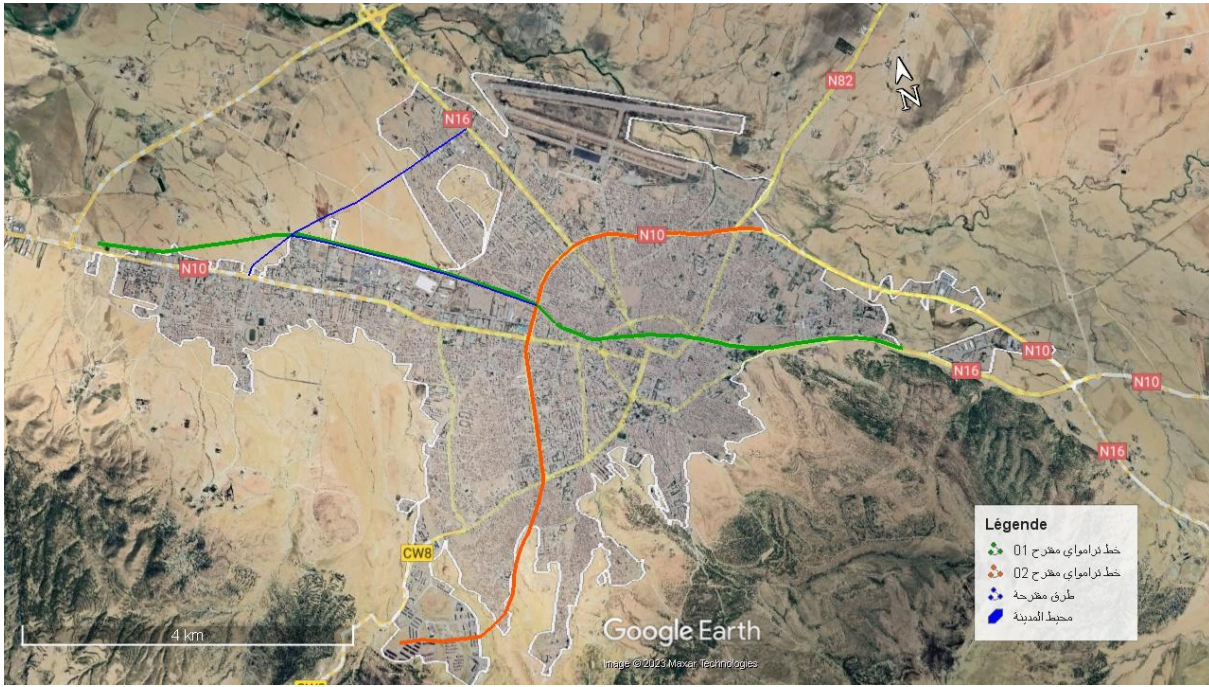 N82
N
N16
N10
N10
N10
N10
N16
N16
CW8
Légende
خط ترامواي مقترح 01
خط ترامواي مقترح 02
طرق مقترحة
محيط المدينة
4 km
Google Earth
Image © 2023 Maxar Technologies